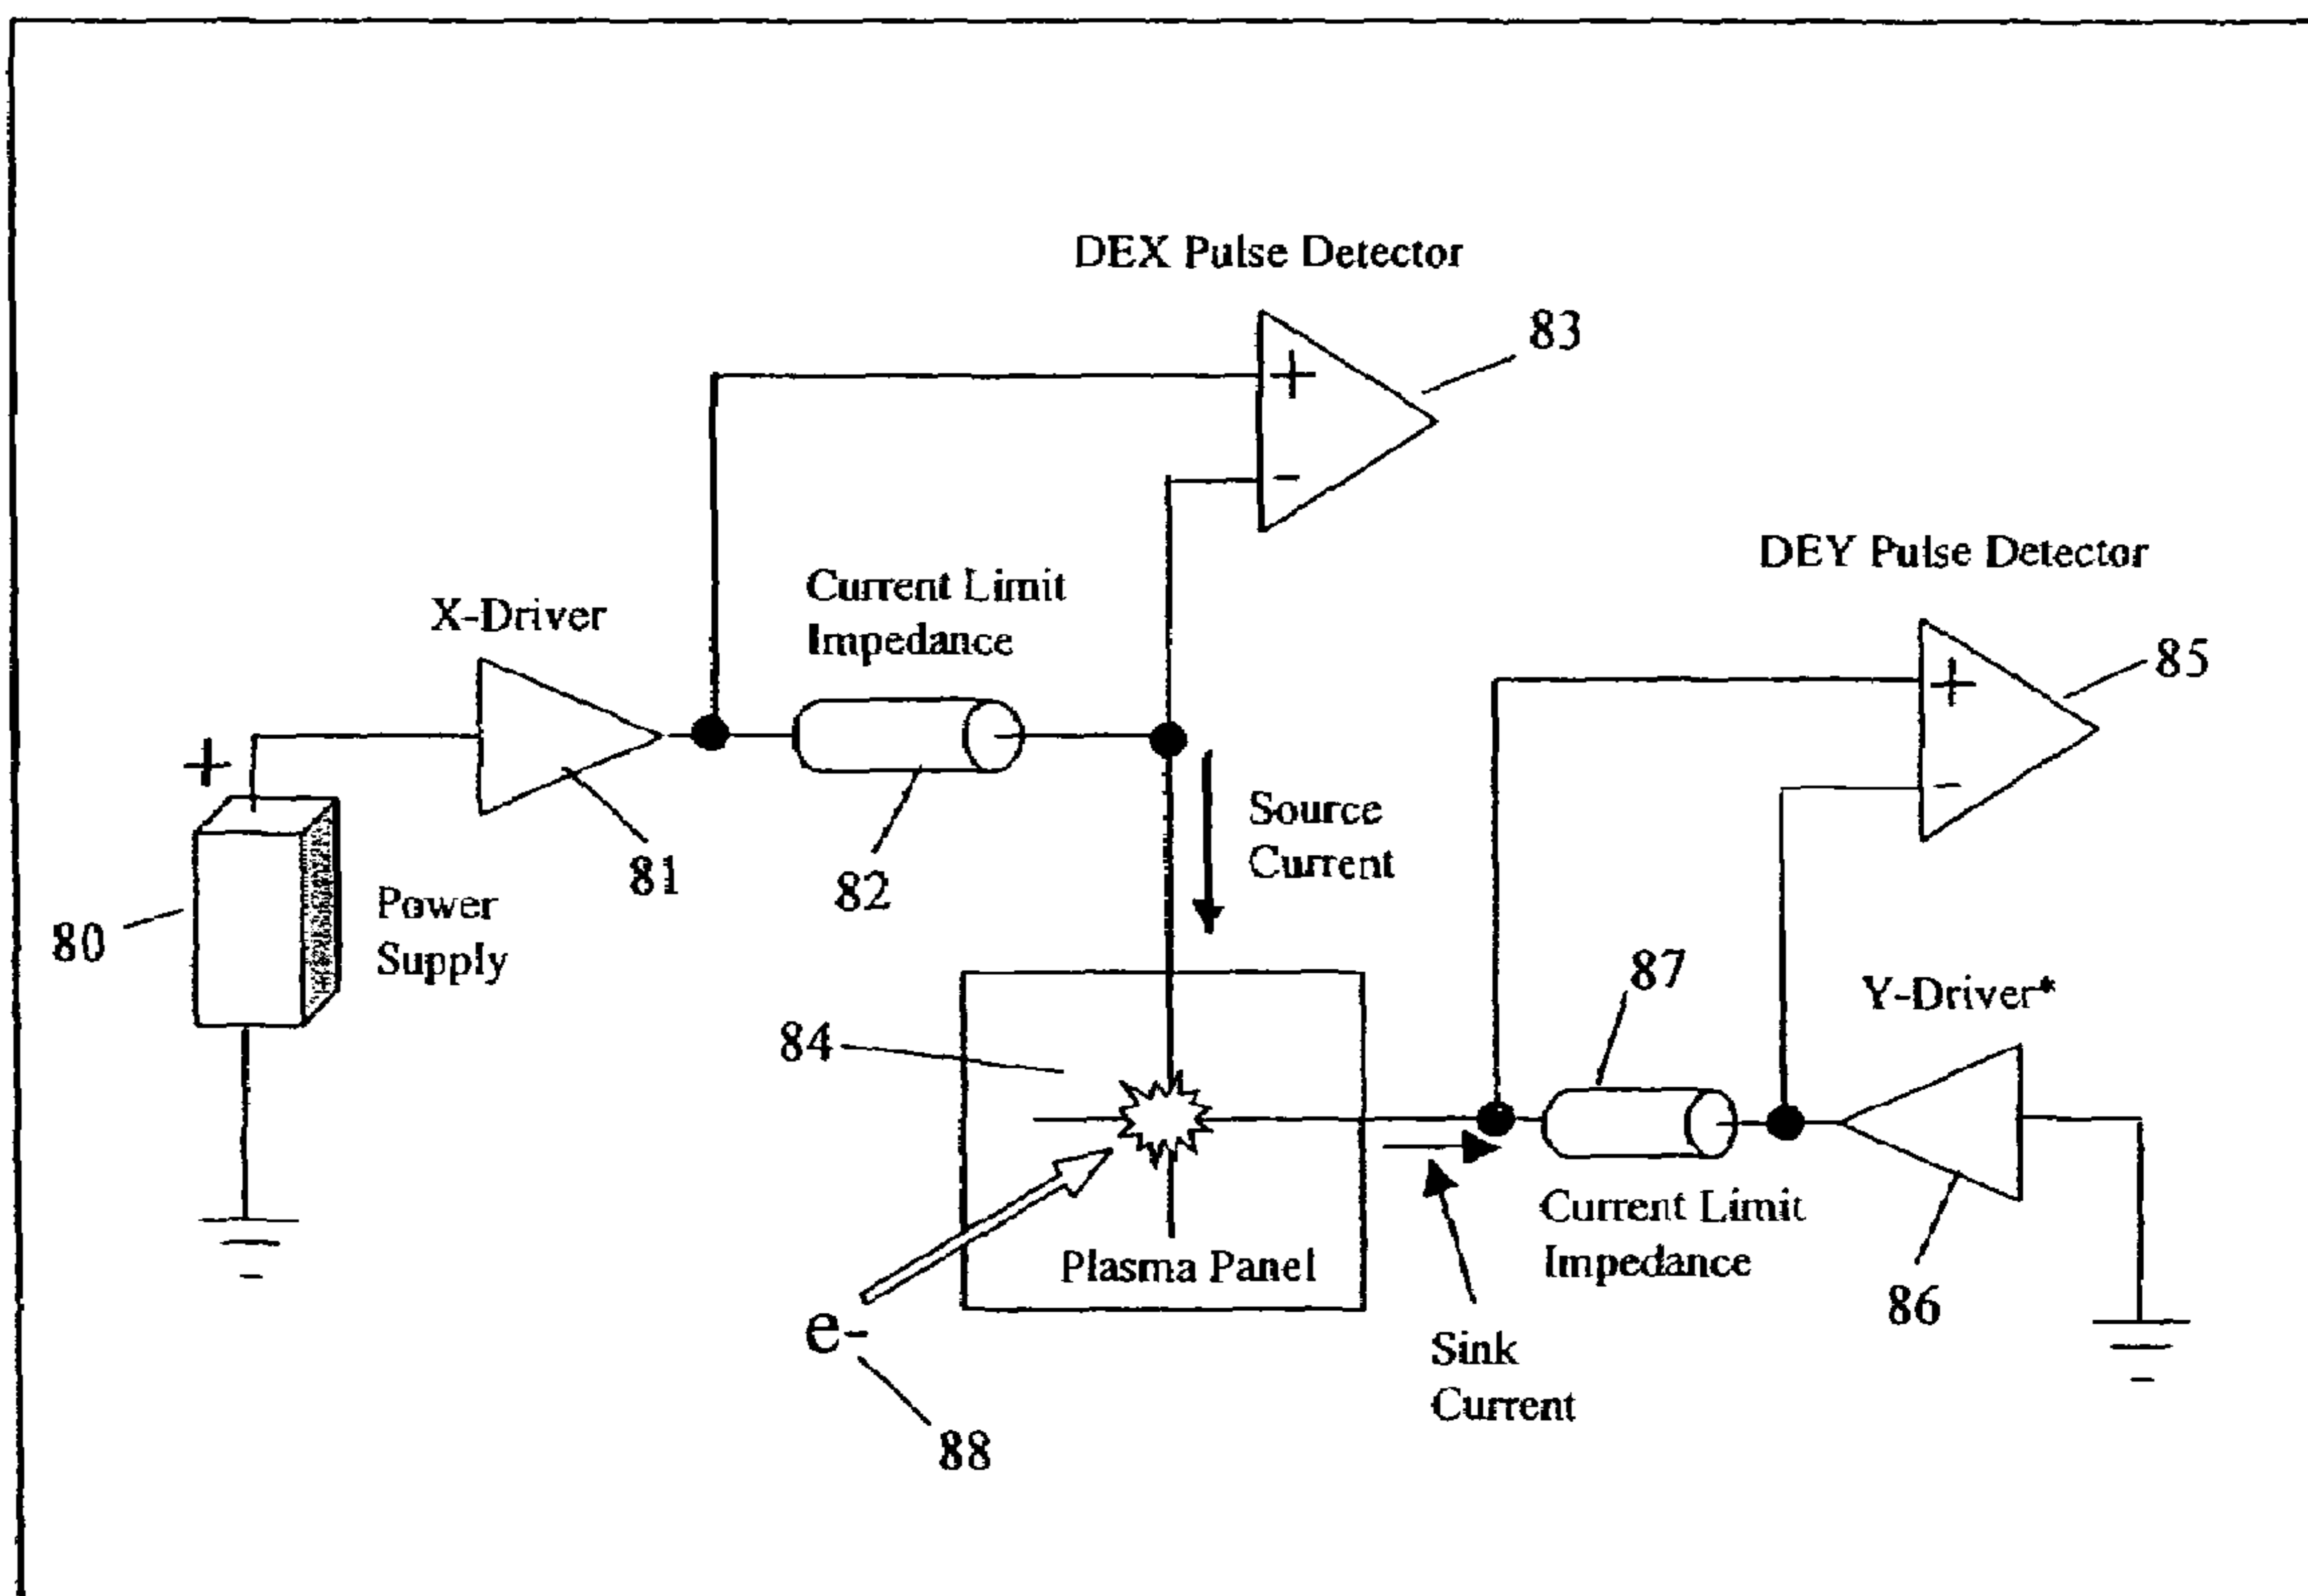 DEX Pulse Detector
83
+
-
DEY Pulse Detector
85
+
-
X-Driver
81
Current Limit
Impedance
82
+
Power
Supply
80
Source
Current
84
Plasma Panel
e-
88
87
Y-Driver*
86
Current Limit
Impedance
Sink
Current